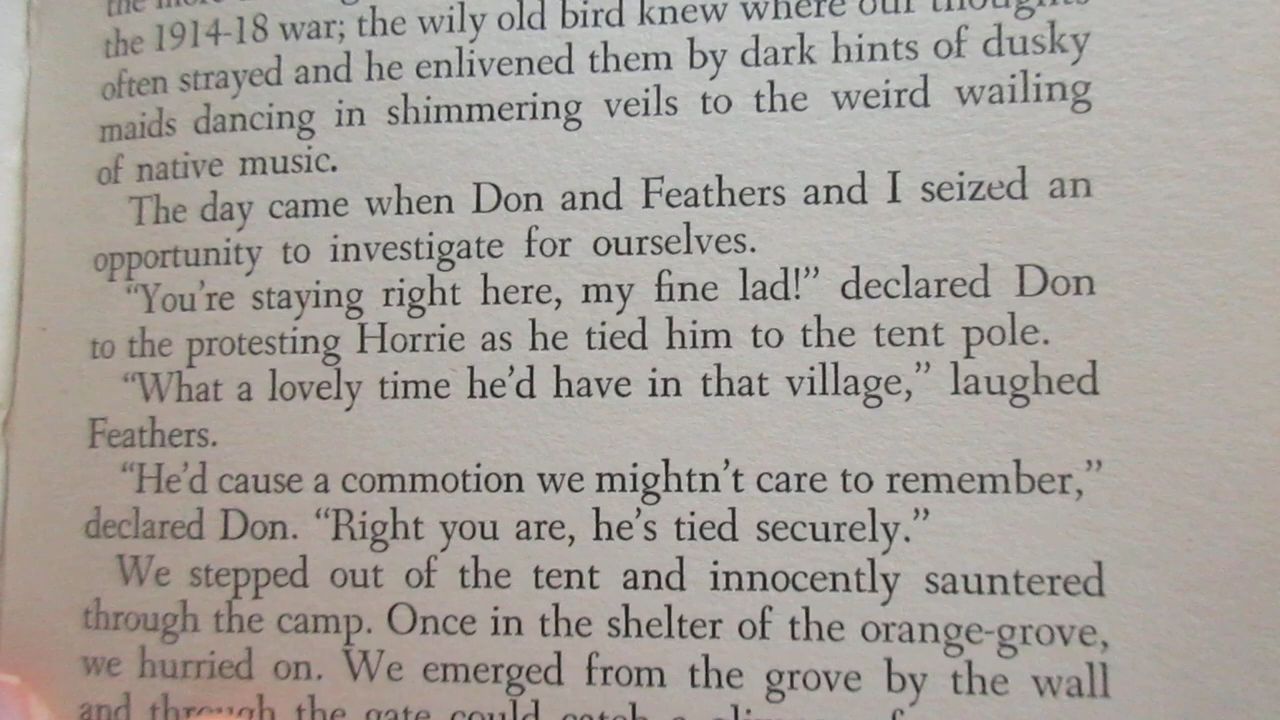 the 1914-18 war; the wily old bird knew where our thoughts
often strayed and he enlivened them by dark hints of dusky
maids dancing in shimmering veils to the weird wailing
of native music.
The day came when Don and Feathers and I seized an
opportunity to investigate for ourselves.
“You're staying right here, my fine lad!” declared Don
to the protesting Horrie as he tied him to the tent pole.
“What a lovely time he'd have in that village,” laughed
Feathers.
“He'd cause a commotion we mightn't care to remember,”
declared Don. “Right you are, he's tied securely.”
We stepped out of the tent and innocently sauntered
through the camp. Once in the shelter of the orange-grove,
we hurried on. We emerged from the grove by the wall
and through the gate could catch a